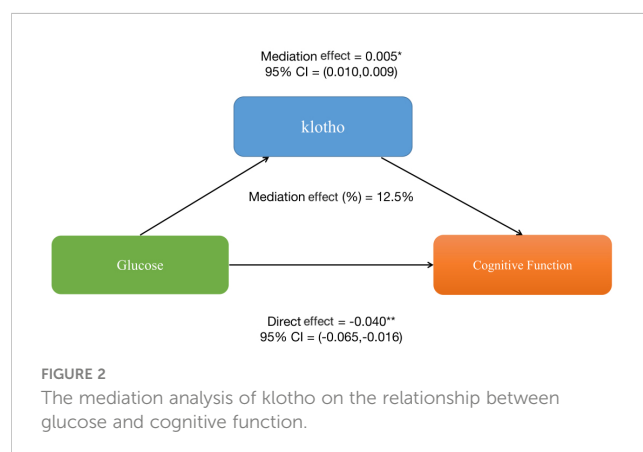 Mediation effect = 0.005*
95% CI = (0.010,0.009)
klotho
Mediation effect (%) = 12.5%
Glucose
Cognitive Function
Direct effect = -0.040**
95% CI = (-0.065,-0.016)
FIGURE 2
The mediation analysis of klotho on the relationship between
glucose and cognitive function.